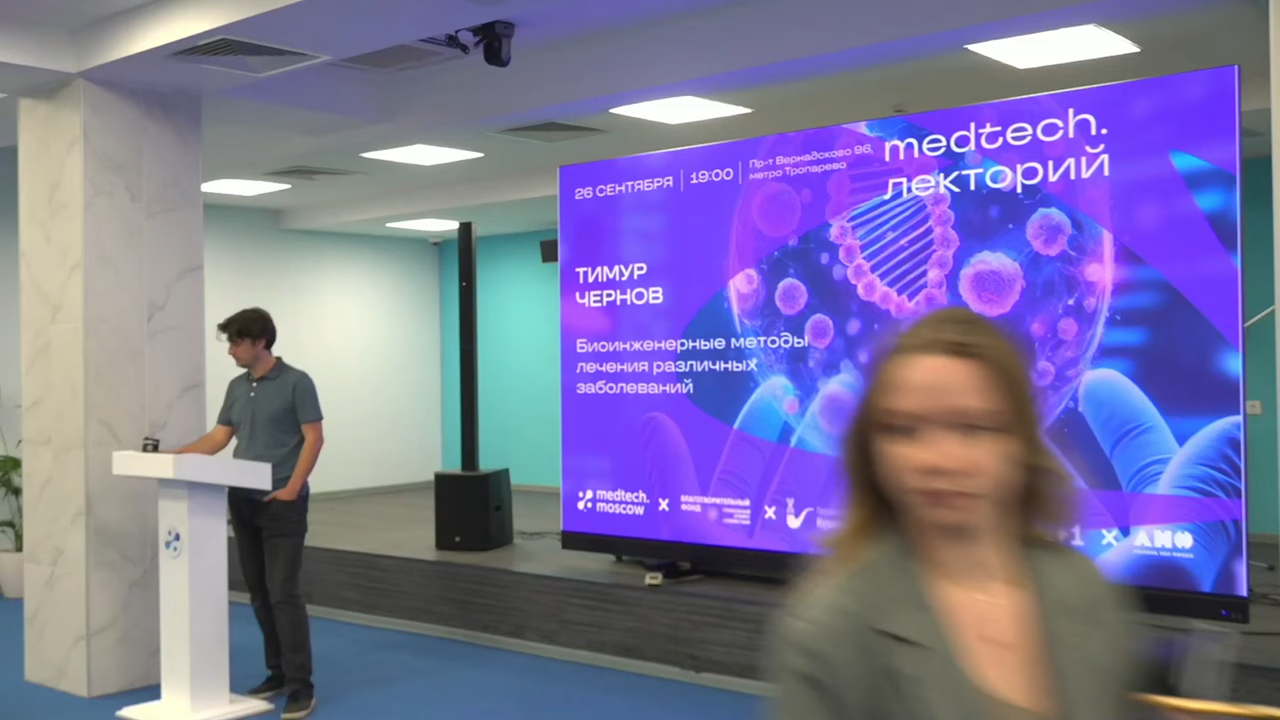 26 СЕНТЯБРЯ
19:00
Пр-т Вернадского 96,
метро Тропарево
medtech.
лекторий
ТИМУР
ЧЕРНОВ
Биоинженерные методы
лечения различных
заболеваний
medtech.
moscow
×
БЛАГОТВОРИТЕЛЬНЫЙ
ФОНД
×
1
×
АНО